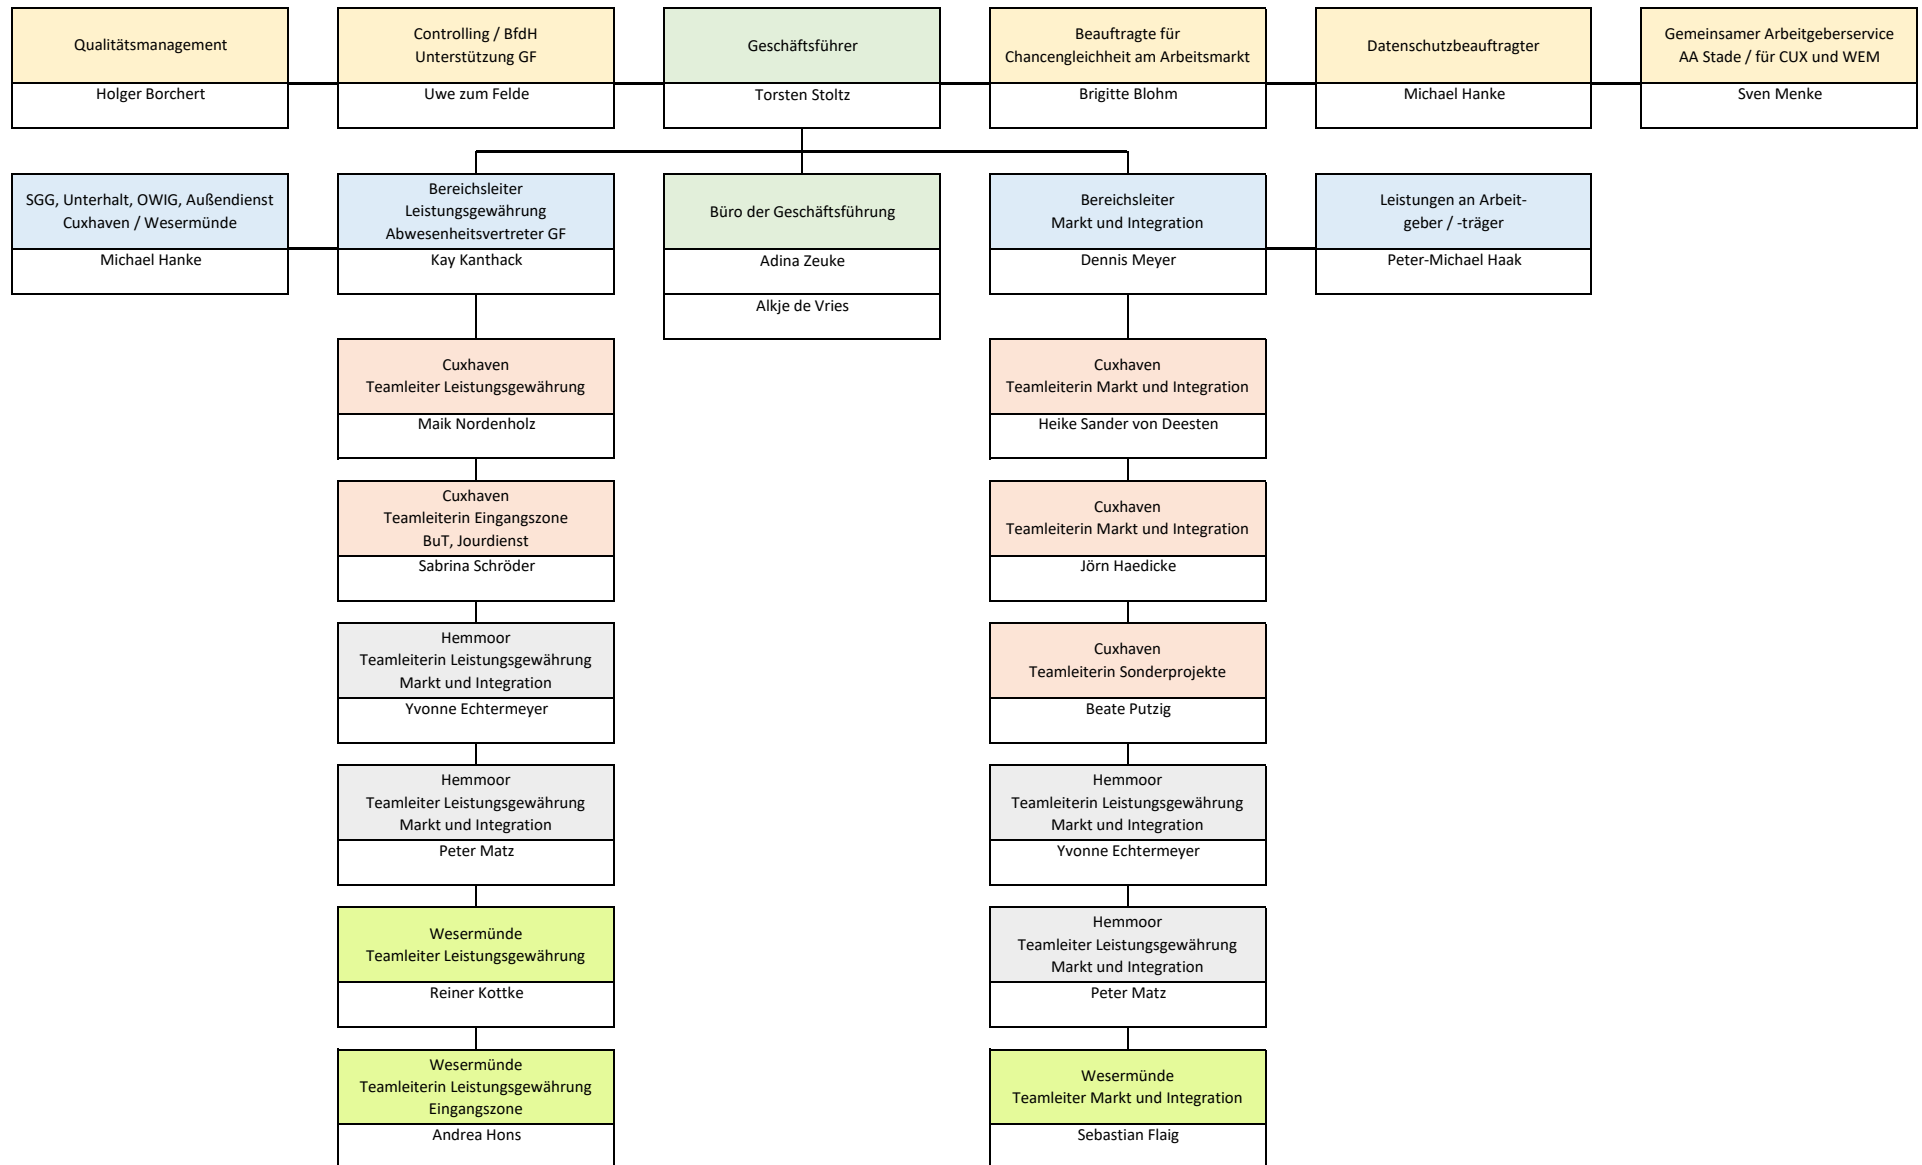 Qualitätsmanagement
Holger Borchert
Controlling / BfdH
Unterstützung GF
Uwe zum Felde
Geschäftsführer
Torsten Stoltz
Beauftragte für
Chancengleichheit am Arbeitsmarkt
Brigitte Blohm
Datenschutzbeauftragter
Michael Hanke
Gemeinsamer Arbeitgeberservice
AA Stade / für CUX und WEM
Sven Menke
SGG, Unterhalt, OWIG, Außendienst
Cuxhaven / Wesermünde
Michael Hanke
Bereichsleiter
Leistungsgewährung
Abwesenheitsvertreter GF
Kay Kanthack
Büro der Geschäftsführung
Adina Zeuke
Alkje de Vries
Bereichsleiter
Markt und Integration
Dennis Meyer
Leistungen an Arbeit-
geber / -träger
Peter-Michael Haak
Cuxhaven
Teamleiter Leistungsgewährung
Maik Nordenholz
Cuxhaven
Teamleiterin Eingangszone
BuT, Jourdienst
Sabrina Schröder
Hemmoor
Teamleiterin Leistungsgewährung
Markt und Integration
Yvonne Echtermeyer
Hemmoor
Teamleiter Leistungsgewährung
Markt und Integration
Peter Matz
Wesermünde
Teamleiter Leistungsgewährung
Reiner Kottke
Wesermünde
Teamleiterin Leistungsgewährung
Eingangszone
Andrea Hons
Cuxhaven
Teamleiterin Markt und Integration
Heike Sander von Deesten
Cuxhaven
Teamleiterin Markt und Integration
Jörn Haedicke
Cuxhaven
Teamleiterin Sonderprojekte
Beate Putzig
Hemmoor
Teamleiterin Leistungsgewährung
Markt und Integration
Yvonne Echtermeyer
Hemmoor
Teamleiter Leistungsgewährung
Markt und Integration
Peter Matz
Wesermünde
Teamleiter Markt und Integration
Sebastian Flaig